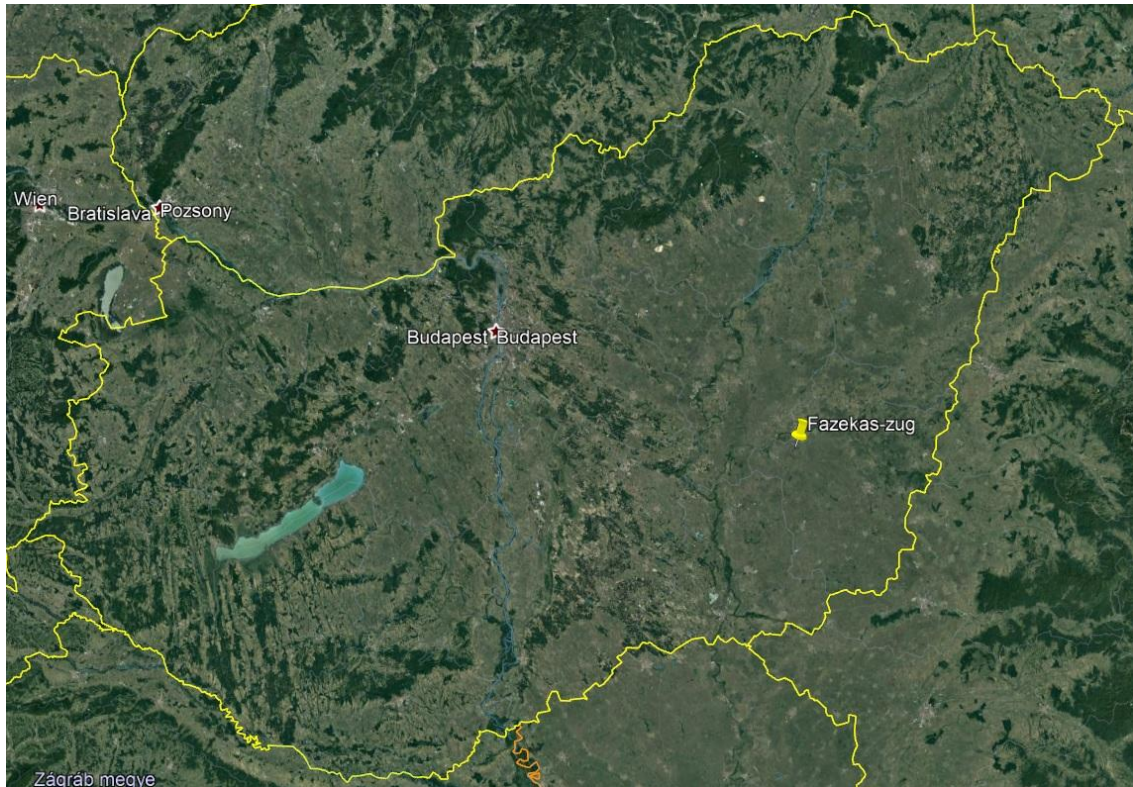 Wien
Bratislava Pozsony
Budapest Budapest
Fazekas-zug
Zágráb megye